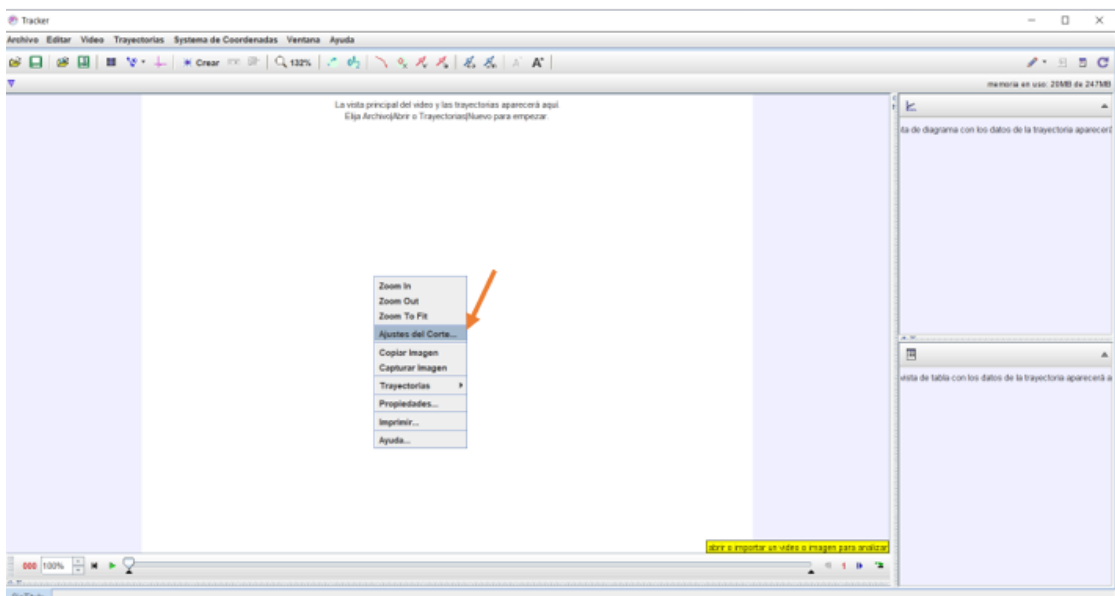 Tracker
Archivo Editar Video Trayectorias Systema de Coordenadas Ventana Ayuda
Crear 132%
memoria en uso: 20MB de 247MB
La vista principal del video y las trayectorias aparecerá aquí
Elija Archivo|Abrir o Trayectorias|Nuevo para empezar.
ta de diagrama con los datos de la trayectoria aparecerá
Zoom In
Zoom Out
Zoom To Fit
Ajustes del Corte...
Copiar Imagen
Capturar Imagen
Trayectorias
Propiedades...
Imprimir...
Ayuda...
vista de tabla con los datos de la trayectoria aparecerá a
abrir o importar un video o imagen para analizar
000 100% 1